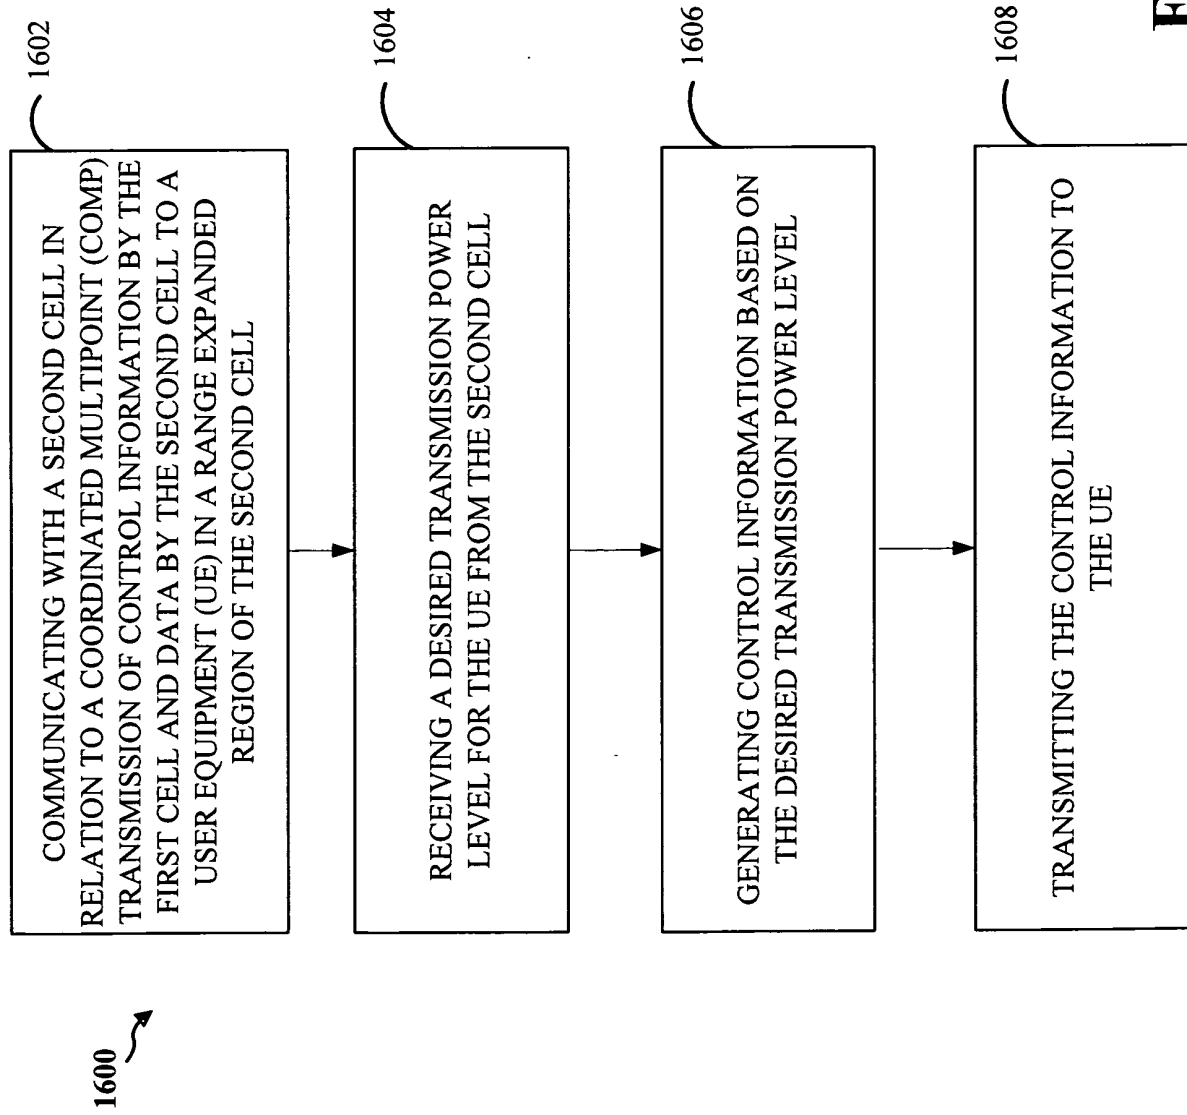 1600
1602
COMMUNICATING WITH A SECOND CELL IN
RELATION TO A COORDINATED MULTIPOINT (COMP)
TRANSMISSION OF CONTROL INFORMATION BY THE
FIRST CELL AND DATA BY THE SECOND CELL TO A
USER EQUIPMENT (UE) IN A RANGE EXPANDED
REGION OF THE SECOND CELL
1604
RECEIVING A DESIRED TRANSMISSION POWER
LEVEL FOR THE UE FROM THE SECOND CELL
1606
GENERATING CONTROL INFORMATION BASED ON
THE DESIRED TRANSMISSION POWER LEVEL
1608
TRANSMITTING THE CONTROL INFORMATION TO
THE UE